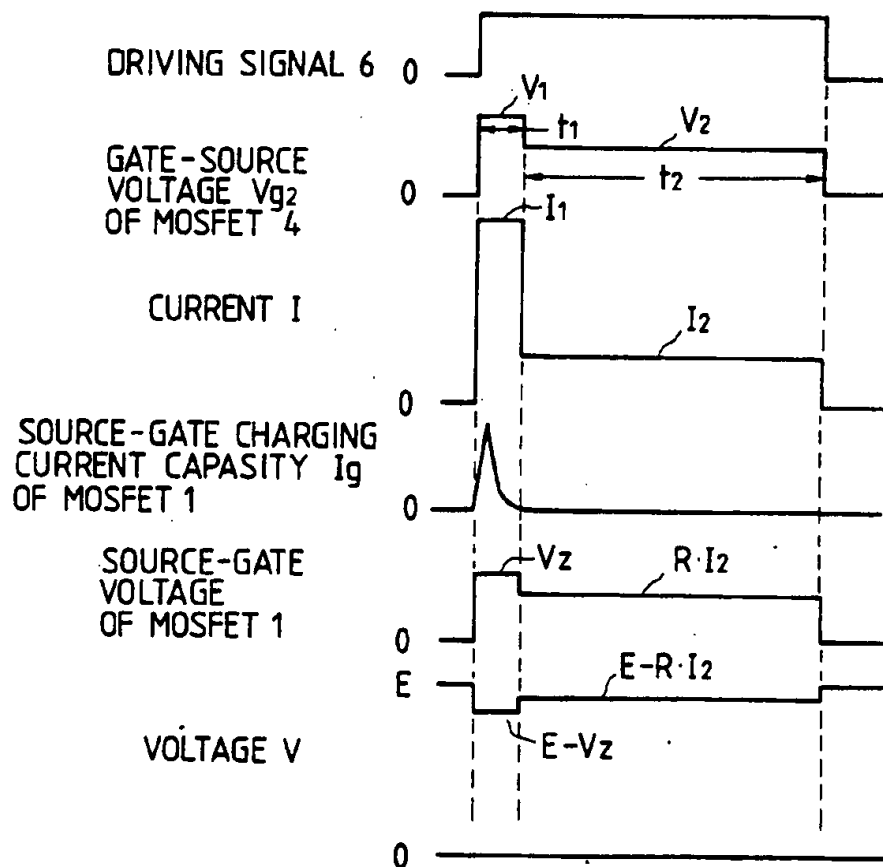 DRIVING SIGNAL 6
0
V1
t1
V2
GATE-SOURCE
VOLTAGE Vg2
OF MOSFET 4
0
t2
I1
CURRENT I
I2
0
SOURCE-GATE CHARGING
CURRENT CAPASITY Ig
OF MOSFET 1
0
SOURCE-GATE
VOLTAGE
OF MOSFET 1
Vz
R·I2
0
E
E-R·I2
VOLTAGE V
E-Vz
0